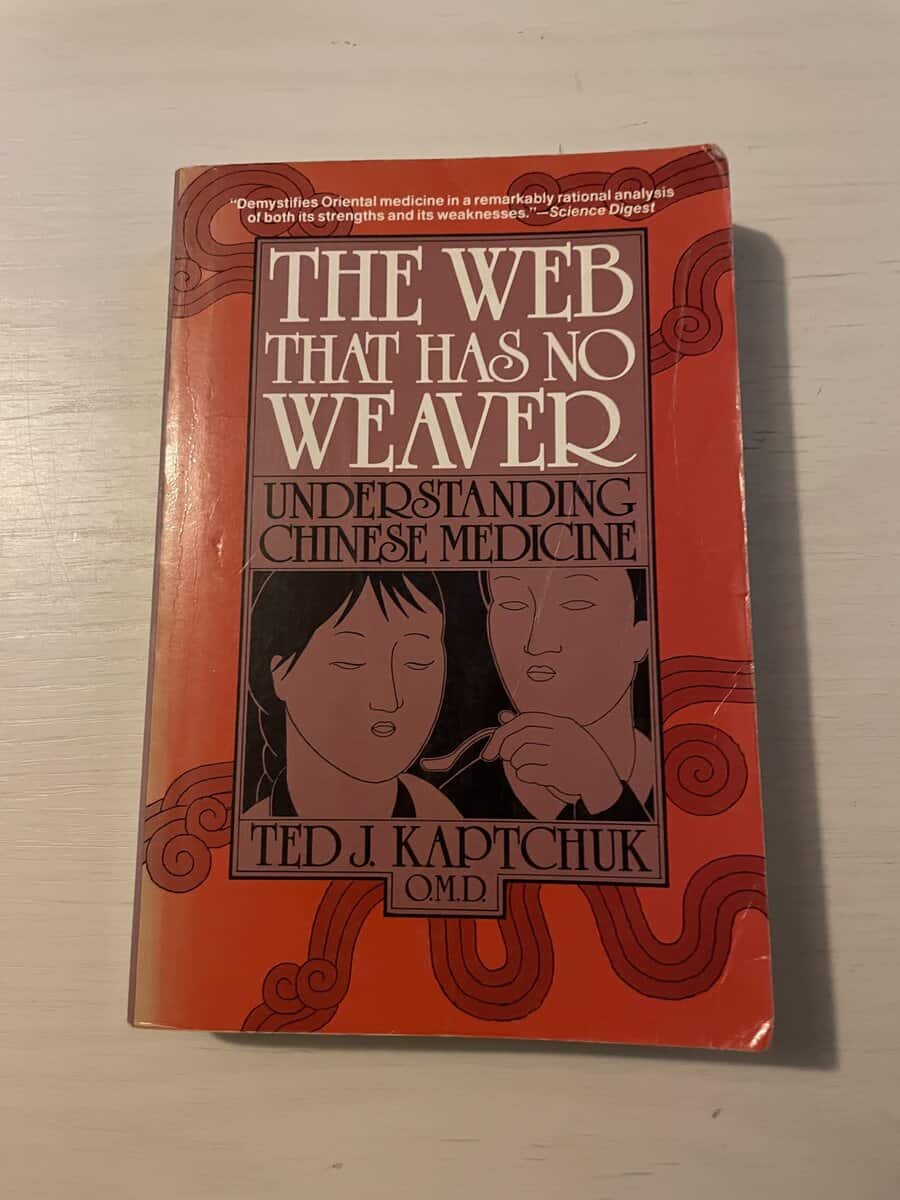 “Demystifies Oriental medicine in a remarkably rational analysis
of both its strengths and its weaknesses.”—Science Digest
THE WEB
THAT HAS NO
WEAVER
UNDERSTANDING
CHINESE MEDICINE
TED J. KAPTCHUK
O.M.D.